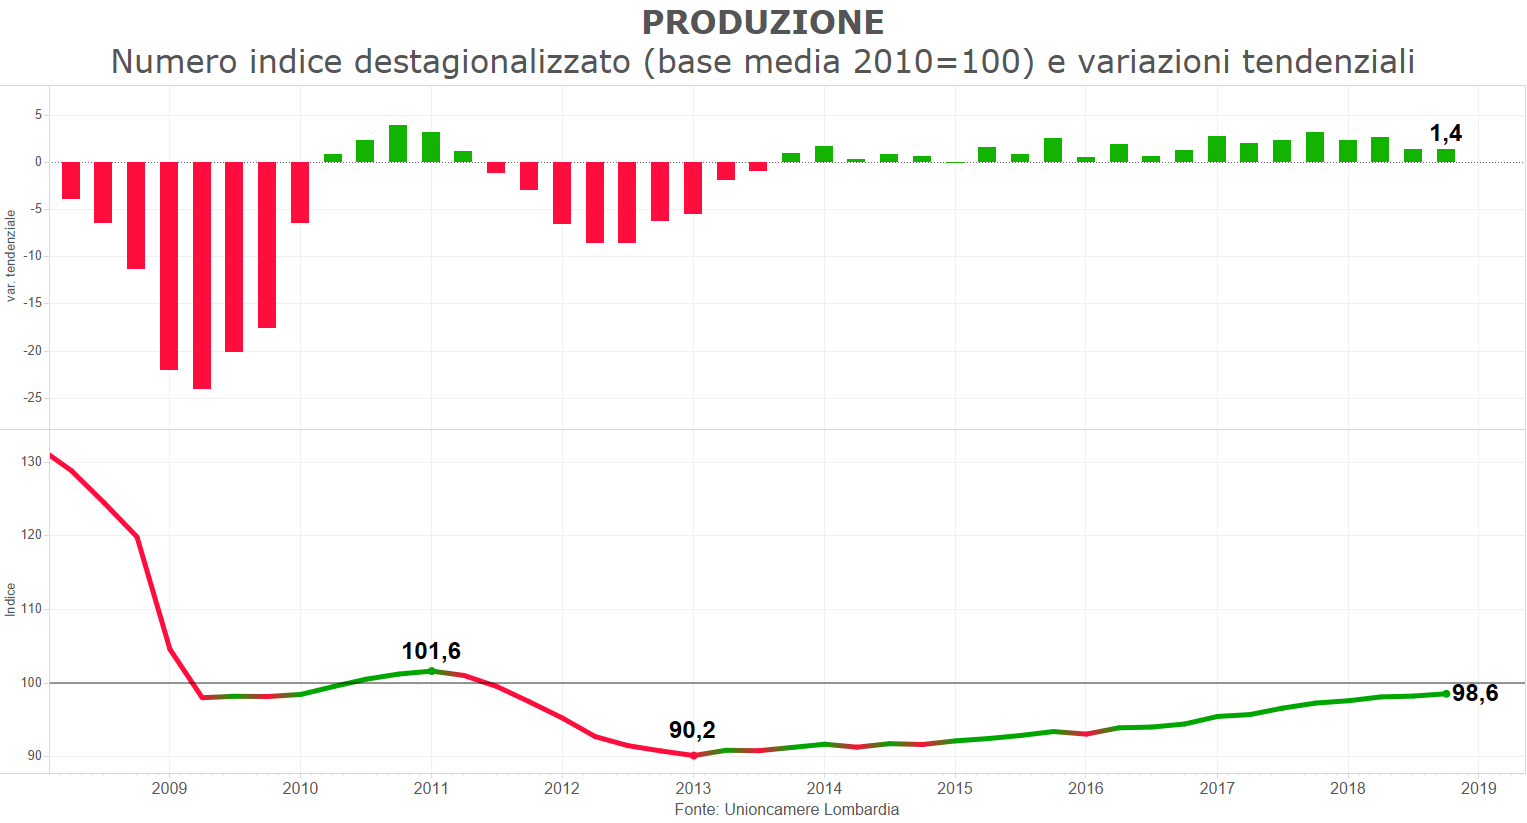 PRODUZIONE
Numero indice destagionalizzato (base media 2010=100) e variazioni tendenziali
5
0
-5
-10
-15
-20
-25
var. tendenziale
1,4
130
120
110
100
90
Indice
101,6
90,2
98,6
2009 2010 2011 2012 2013 2014 2015 2016 2017 2018 2019
Fonte: Unioncamere Lombardia